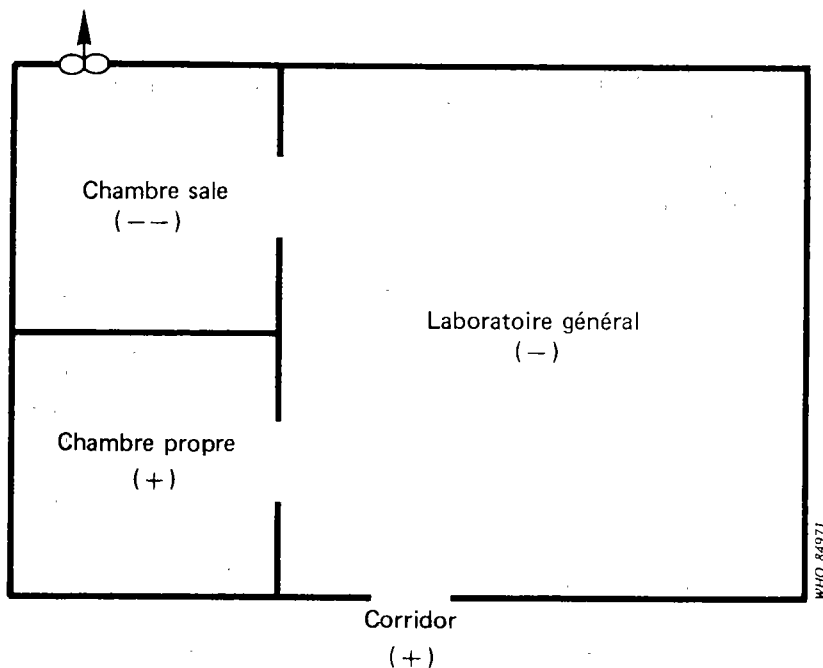 Chambre sale
(− −)
Laboratoire général
(−)
Chambre propre
(+)
Corridor
(+)
WHO 84971